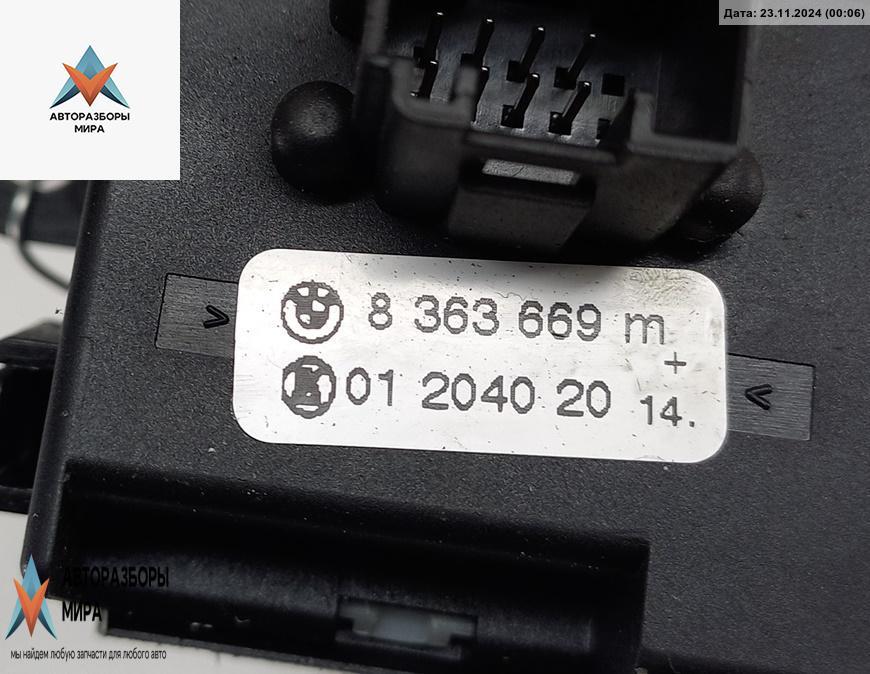 Дата: 23.11.2024 (00:06)
АВТОРАЗБОРЫ
МИРА
8 363 669 m
+
01 2040 20 14.
АВТОРАЗБОРЫ
МИРА
мы найдем любую запчасти для любого авто